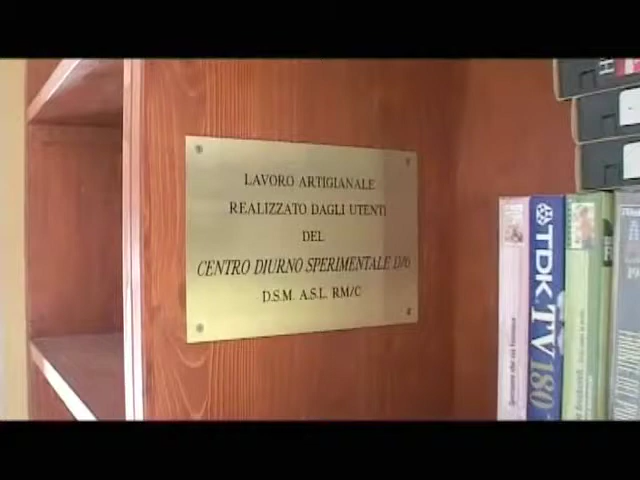 LAVORO ARTIGIANALE
REALIZZATO DAGLI UTENTI
DEL
CENTRO DIURNO SPERIMENTALE
D.S.M. A.S.L. RM/C
TDK TV 180